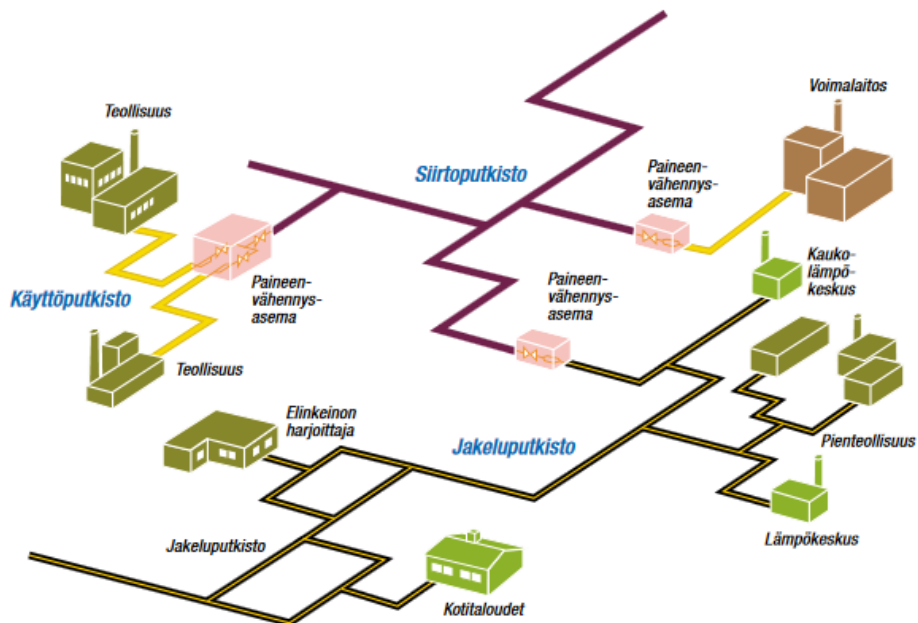 Teollisuus
Voimalaitos
Siirtoputkisto
Paineen-
vähennys-
asema
Kauko-
lämpö-
keskus
Käyttöputkisto
Paineen-
vähennys-
asema
Paineen-
vähennys-
asema
Teollisuus
Elinkeinon
harjoittaja
Jakeluputkisto
Pienteollisuus
Jakeluputkisto
Lämpökeskus
Kotitaloudet